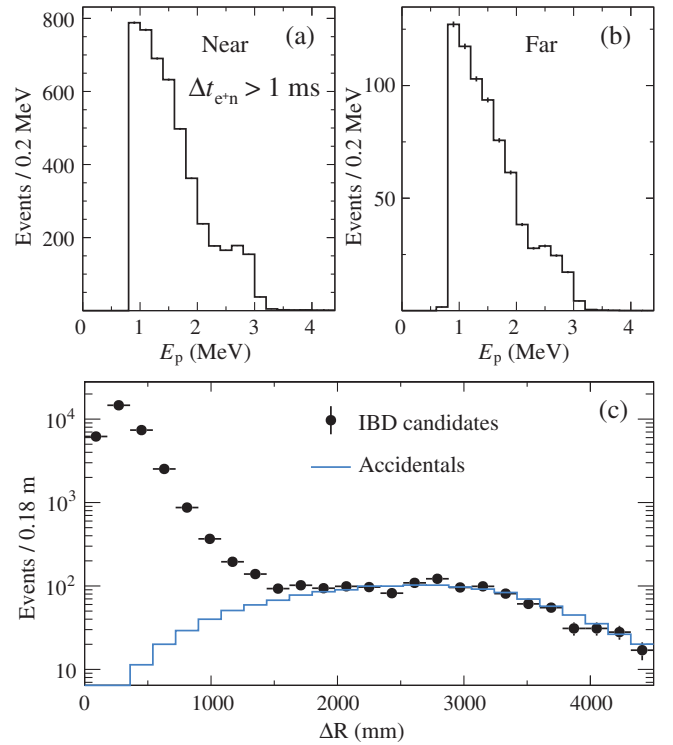 800
600
400
200
0 1 2 3 4
Events / 0.2 MeV
E_p (MeV)
Near
(a)
Δt_{e⁺n} > 1 ms
100
50
0 1 2 3 4
Events / 0.2 MeV
E_p (MeV)
Far
(b)
10⁴
10³
10²
10
0 1000 2000 3000 4000
Events / 0.18 m
ΔR (mm)
IBD candidates
Accidentals
(c)